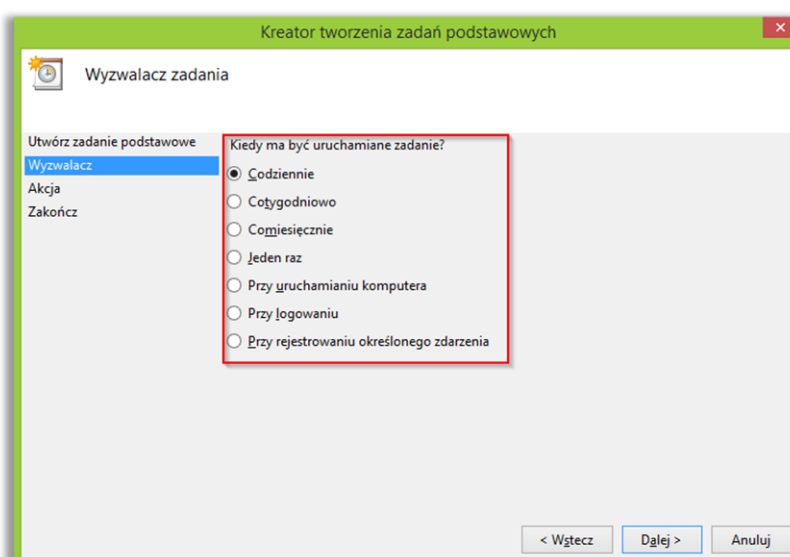 Kreator tworzenia zadań podstawowych
Wyzwalacz zadania
Utwórz zadanie podstawowe
Wyzwalacz
Akcja
Zakończ
Kiedy ma być uruchamiane zadanie?
Codziennie
Cotygodniowo
Comiesięcznie
Jeden raz
Przy uruchamianiu komputera
Przy logowaniu
Przy rejestrowaniu określonego zdarzenia
< Wstecz
Dalej >
Anuluj